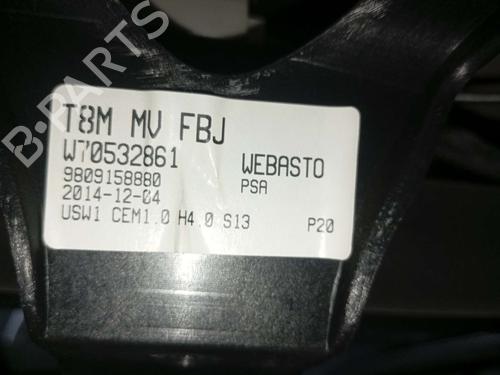 B-PARTS
T8M MV FBJ
W70532861 WEBASTO
9809158880 PSA
2014-12-04
USW1 CEM1.0 H4.0 S13 P20